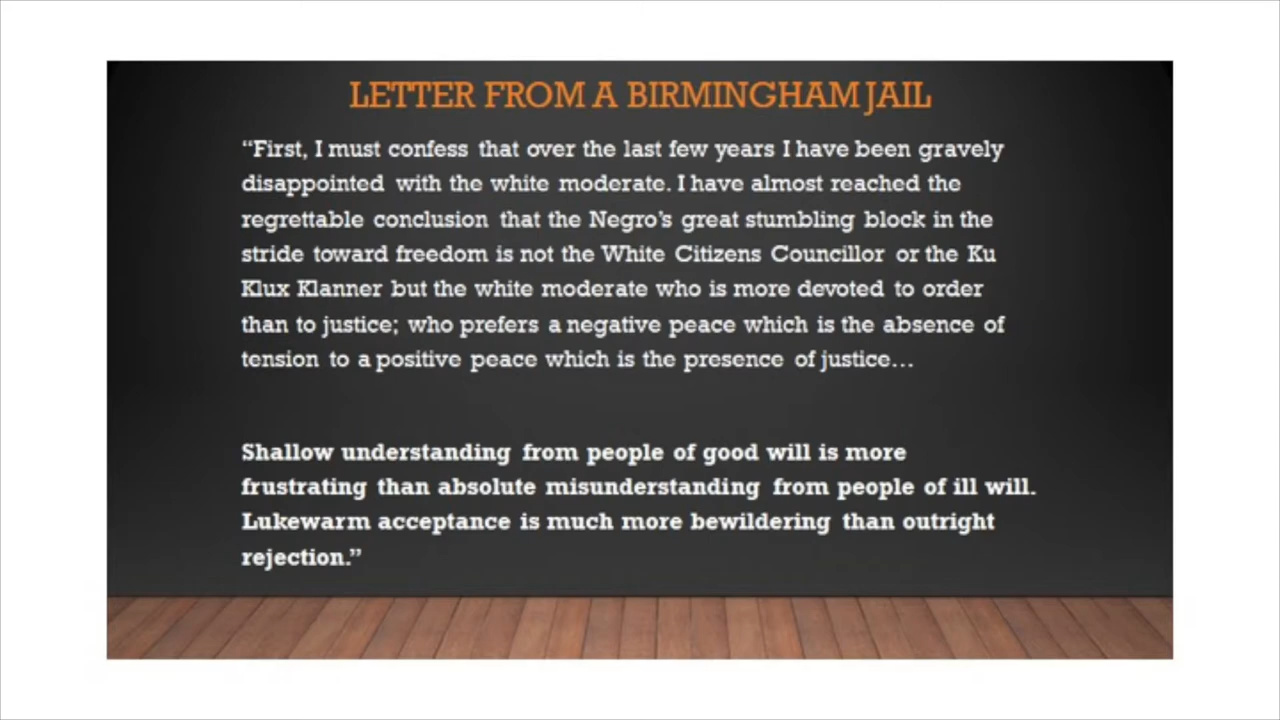 LETTER FROM A BIRMINGHAM JAIL
“First, I must confess that over the last few years I have been gravely
disappointed with the white moderate. I have almost reached the
regrettable conclusion that the Negro’s great stumbling block in the
stride toward freedom is not the White Citizens Councillor or the Ku
Klux Klanner but the white moderate who is more devoted to order
than to justice; who prefers a negative peace which is the absence of
tension to a positive peace which is the presence of justice…
Shallow understanding from people of good will is more
frustrating than absolute misunderstanding from people of ill will.
Lukewarm acceptance is much more bewildering than outright
rejection.”